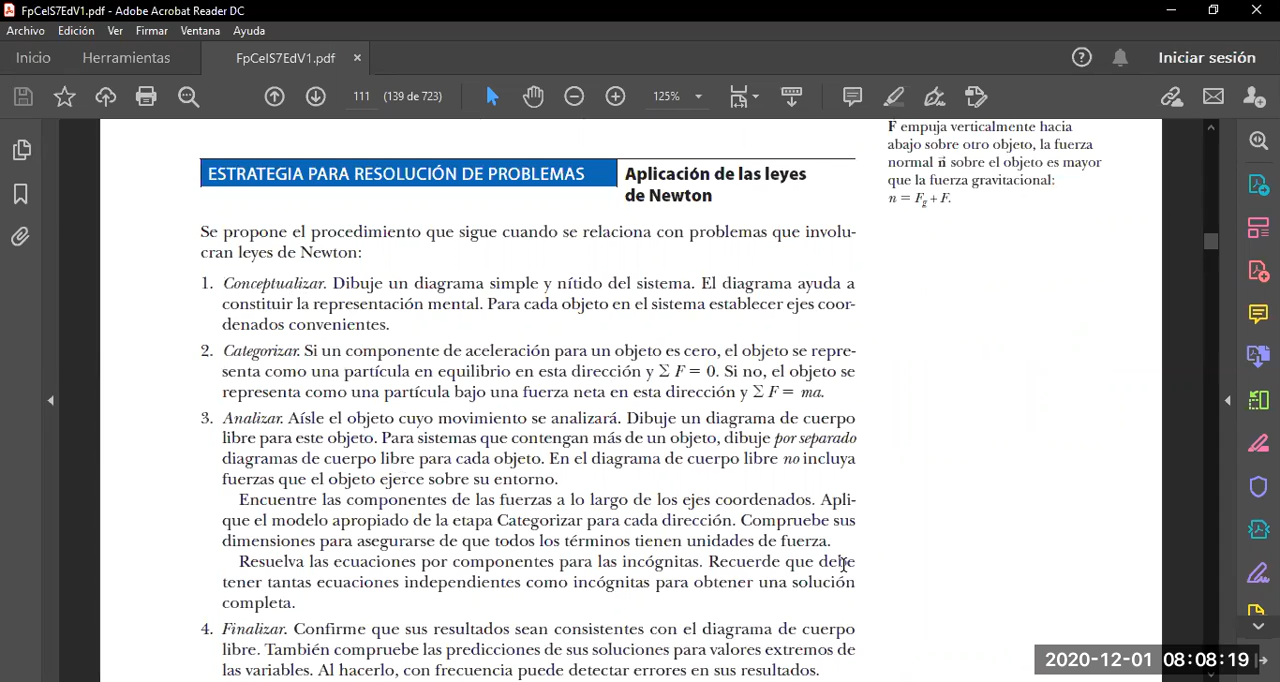 FpCeIS7EdV1.pdf - Adobe Acrobat Reader DC
Archivo Edición Ver Firmar Ventana Ayuda
Inicio Herramientas FpCeIS7EdV1.pdf × Iniciar sesión
111 (139 de 723) 125%
F empuja verticalmente hacia
abajo sobre otro objeto, la fuerza
normal n⃗ sobre el objeto es mayor
que la fuerza gravitacional:
n = Fg + F.
ESTRATEGIA PARA RESOLUCIÓN DE PROBLEMAS Aplicación de las leyes
de Newton
Se propone el procedimiento que sigue cuando se relaciona con problemas que involu-
cran leyes de Newton:
1. Conceptualizar. Dibuje un diagrama simple y nítido del sistema. El diagrama ayuda a
constituir la representación mental. Para cada objeto en el sistema establecer ejes coor-
denados convenientes.
2. Categorizar. Si un componente de aceleración para un objeto es cero, el objeto se repre-
senta como una partícula en equilibrio en esta dirección y Σ F = 0. Si no, el objeto se
representa como una partícula bajo una fuerza neta en esta dirección y Σ F = ma.
3. Analizar. Aísle el objeto cuyo movimiento se analizará. Dibuje un diagrama de cuerpo
libre para este objeto. Para sistemas que contengan más de un objeto, dibuje por separado
diagramas de cuerpo libre para cada objeto. En el diagrama de cuerpo libre no incluya
fuerzas que el objeto ejerce sobre su entorno.
Encuentre las componentes de las fuerzas a lo largo de los ejes coordenados. Apli-
que el modelo apropiado de la etapa Categorizar para cada dirección. Compruebe sus
dimensiones para asegurarse de que todos los términos tienen unidades de fuerza.
Resuelva las ecuaciones por componentes para las incógnitas. Recuerde que debe
tener tantas ecuaciones independientes como incógnitas para obtener una solución
completa.
4. Finalizar. Confirme que sus resultados sean consistentes con el diagrama de cuerpo
libre. También compruebe las predicciones de sus soluciones para valores extremos de
las variables. Al hacerlo, con frecuencia puede detectar errores en sus resultados.
2020-12-01 08:08:19